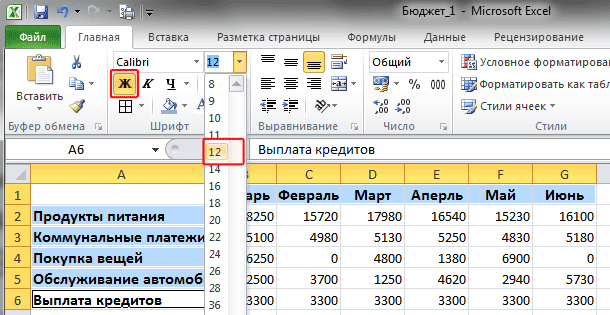 Бюджет_1 - Microsoft Excel
Файл Главная Вставка Разметка страницы Формулы Данные Рецензирование
Вставить
Calibri 12
Ж К Ч
Общий
Условное форматирован
Форматировать как табл
Стили ячеек
Буфер обмена Шрифт Выравнивание Число Стили
A6 Выплата кредитов
8
9
10
11
12
14
16
18
20
22
24
26
28
36
A C D E F G
1 арь Февраль Март Аперль Май Июнь
2 Продукты питания 8250 15720 17980 16540 15230 16100
3 Коммунальные платежи 5100 4980 5130 5250 4830 5180
4 Покупка вещей 6250 0 4800 1380 6900 0
5 Обслуживание автомоб 2500 3700 1250 4620 2940 5730
6 Выплата кредитов 3300 3300 3300 3300 3300 3300